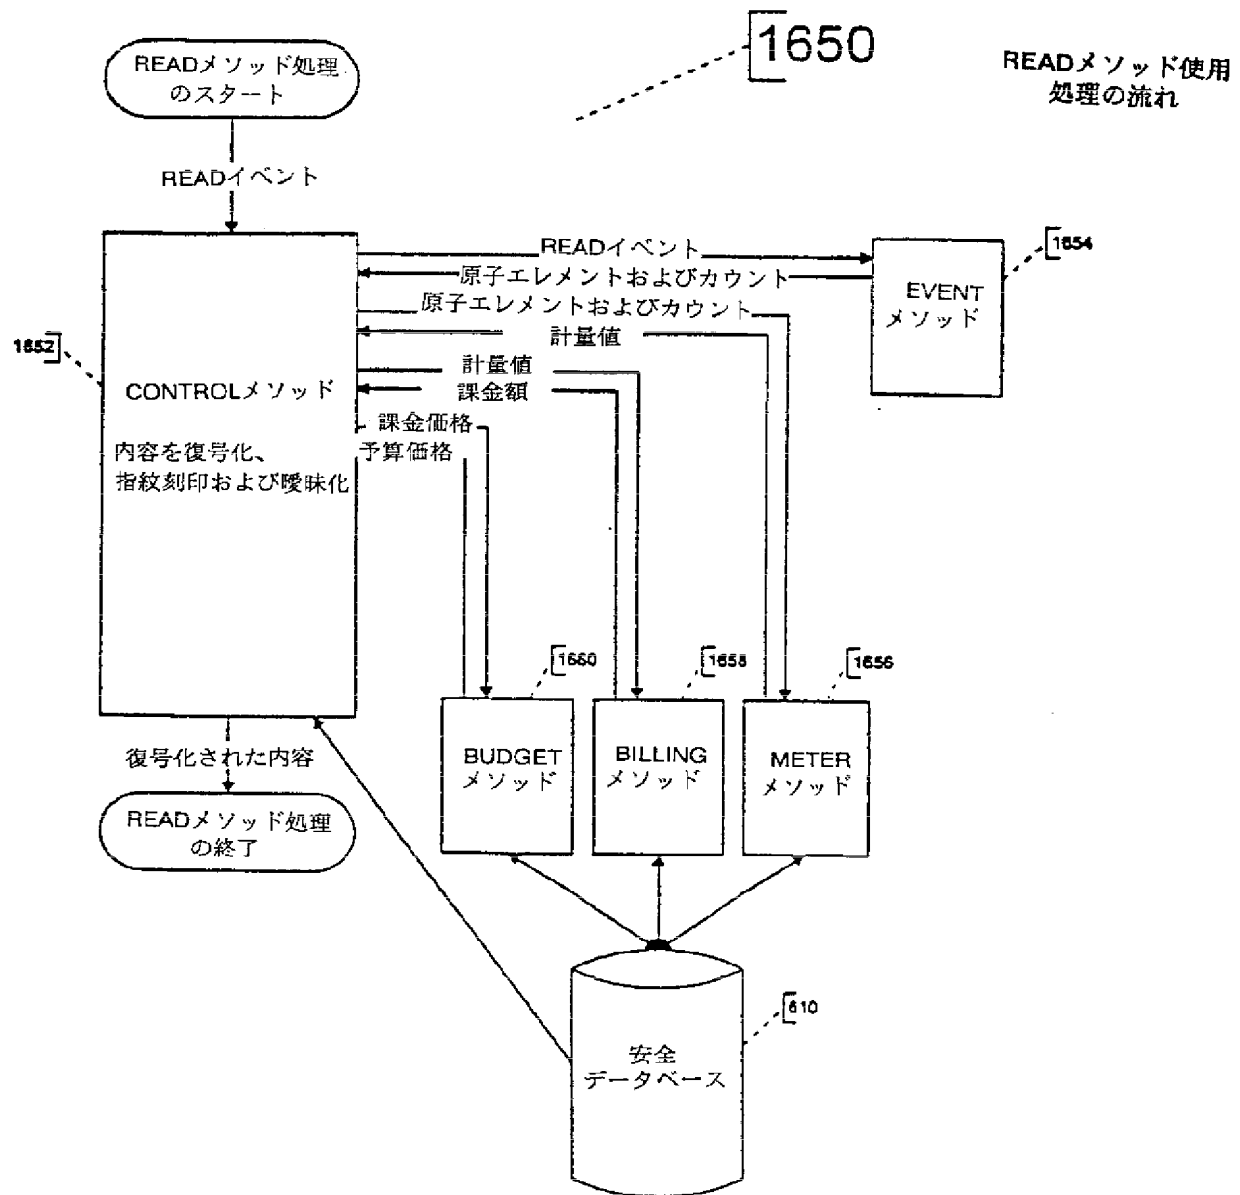 1650
READメソッド使用
処理の流れ
READメソッド処理
のスタート
READイベント
READイベント
原子エレメントおよびカウント
原子エレメントおよびカウント
計量値
計量値
課金額
課金価格
予算価格
1654
EVENT
メソッド
1652
CONTROLメソッド
内容を復号化、
指紋刻印および曖昧化
1660
1658
1656
BUDGET
メソッド
BILLING
メソッド
METER
メソッド
復号化された内容
READメソッド処理
の終了
610
安全
データベース